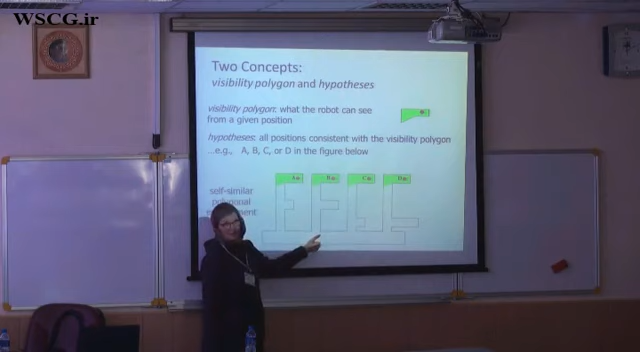 WSCG.ir
Two Concepts:
visibility polygon and hypotheses
visibility polygon: what the robot can see
from a given position
hypotheses: all positions consistent with the visibility polygon
...e.g., A, B, C, or D in the figure below
self-similar
polygonal